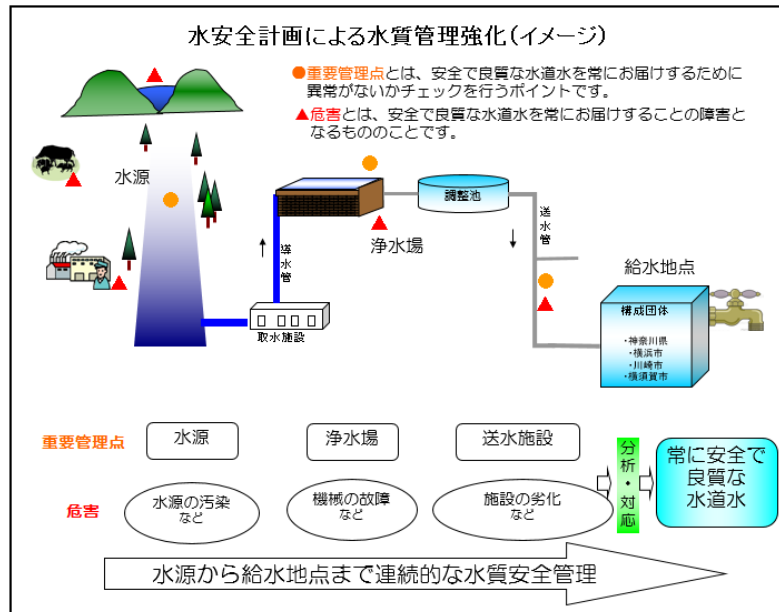 水安全計画による水質管理強化(イメージ)
●重要管理点とは、安全で良質な水道水を常にお届けするために
異常がないかチェックを行うポイントです。
▲危害とは、安全で良質な水道水を常にお届けすることの障害と
なるもののことです。
水源
導水管
取水施設
浄水場
調整池
送水管
給水地点
構成団体
・神奈川県
・横浜市
・川崎市
・横須賀市
重要管理点
水源
浄水場
送水施設
危害
水源の汚染
など
機械の故障
など
施設の劣化
など
分析・対応
常に安全で
良質な
水道水
水源から給水地点まで連続的な水質安全管理